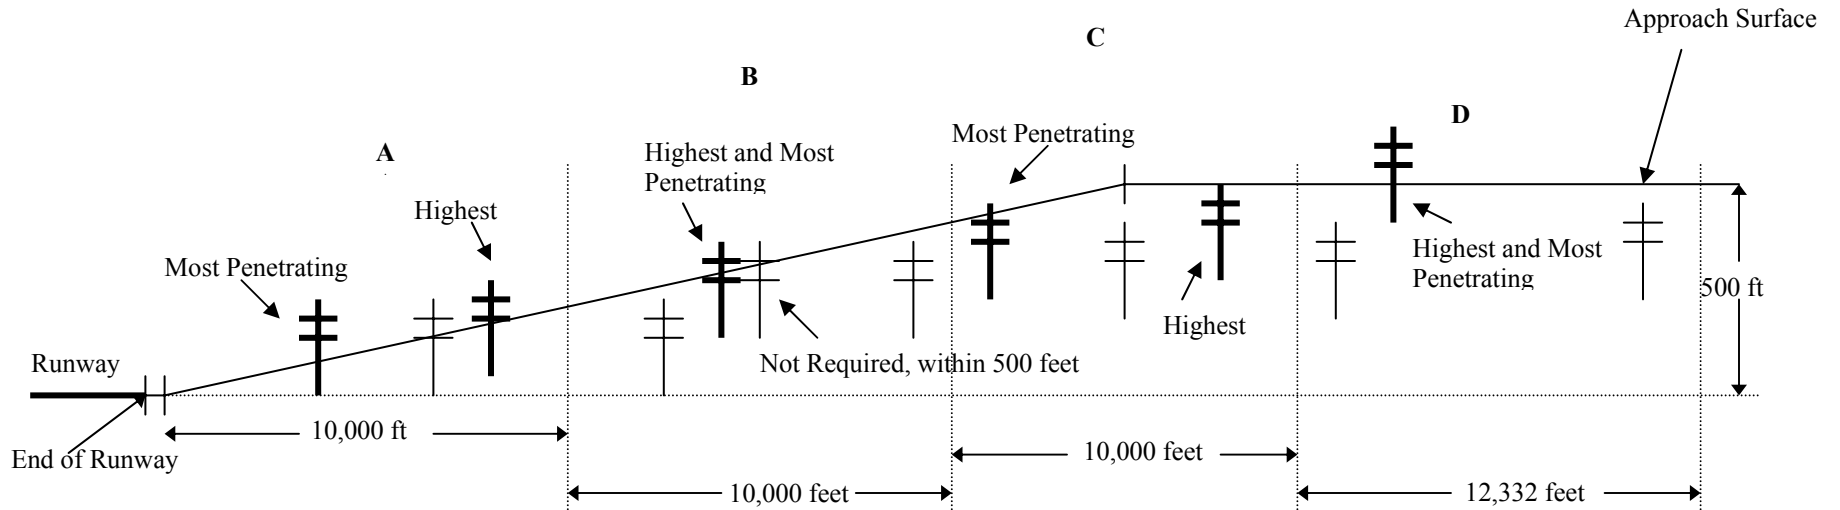 Approach Surface
C
B
D
Most Penetrating
A
Highest and Most
Penetrating
Highest
Highest and Most
Penetrating
Most Penetrating
500 ft
Highest
Runway
Not Required, within 500 feet
10,000 ft
10,000 feet
End of Runway
10,000 feet
12,332 feet